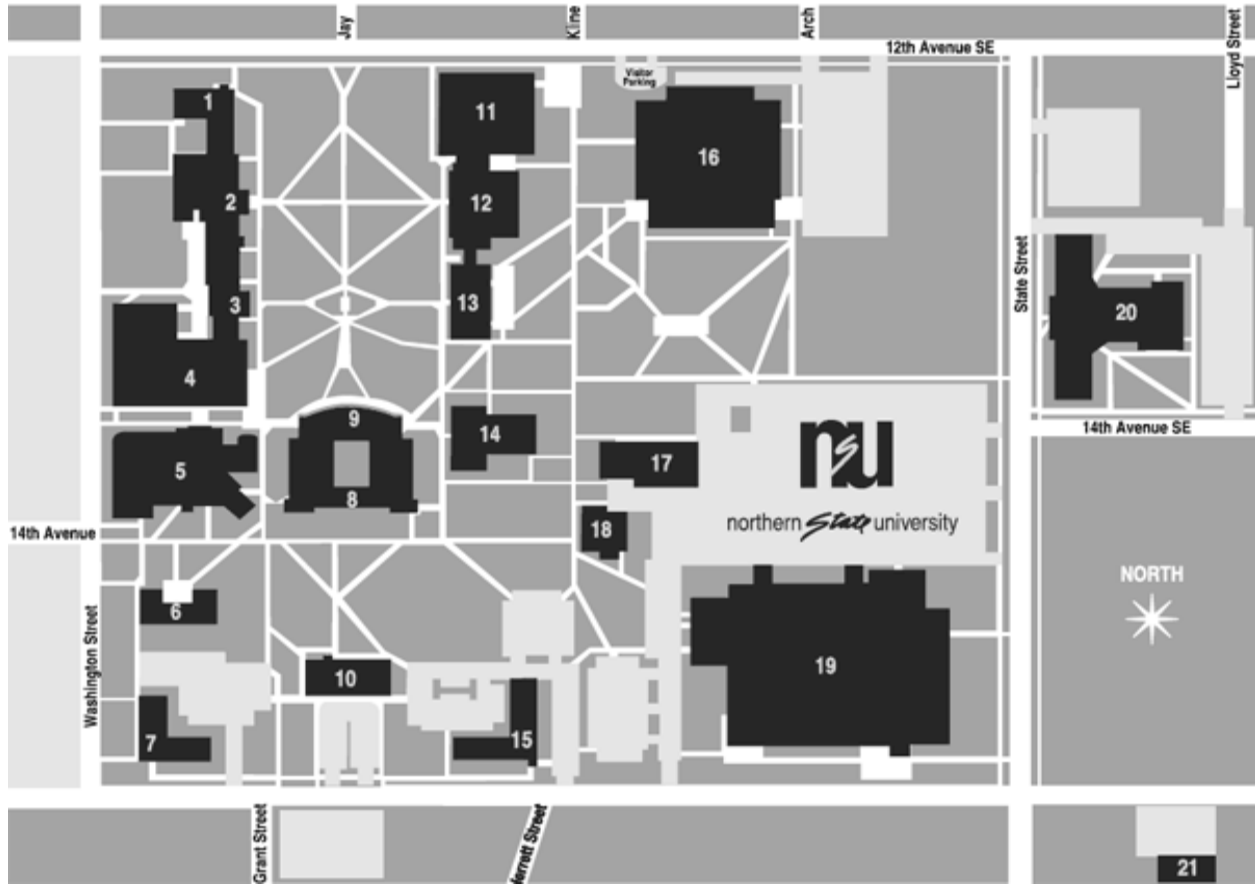 Jay
Kline
Arch
Lloyd Street
12th Avenue SE
Visitor
Parking
1
11
16
2
12
State Street
3
13
20
4
9
14
14th Avenue SE
5
17
nsu
8
18
northern State university
14th Avenue
NORTH
6
Washington Street
19
10
7
15
Grant Street
Street
21